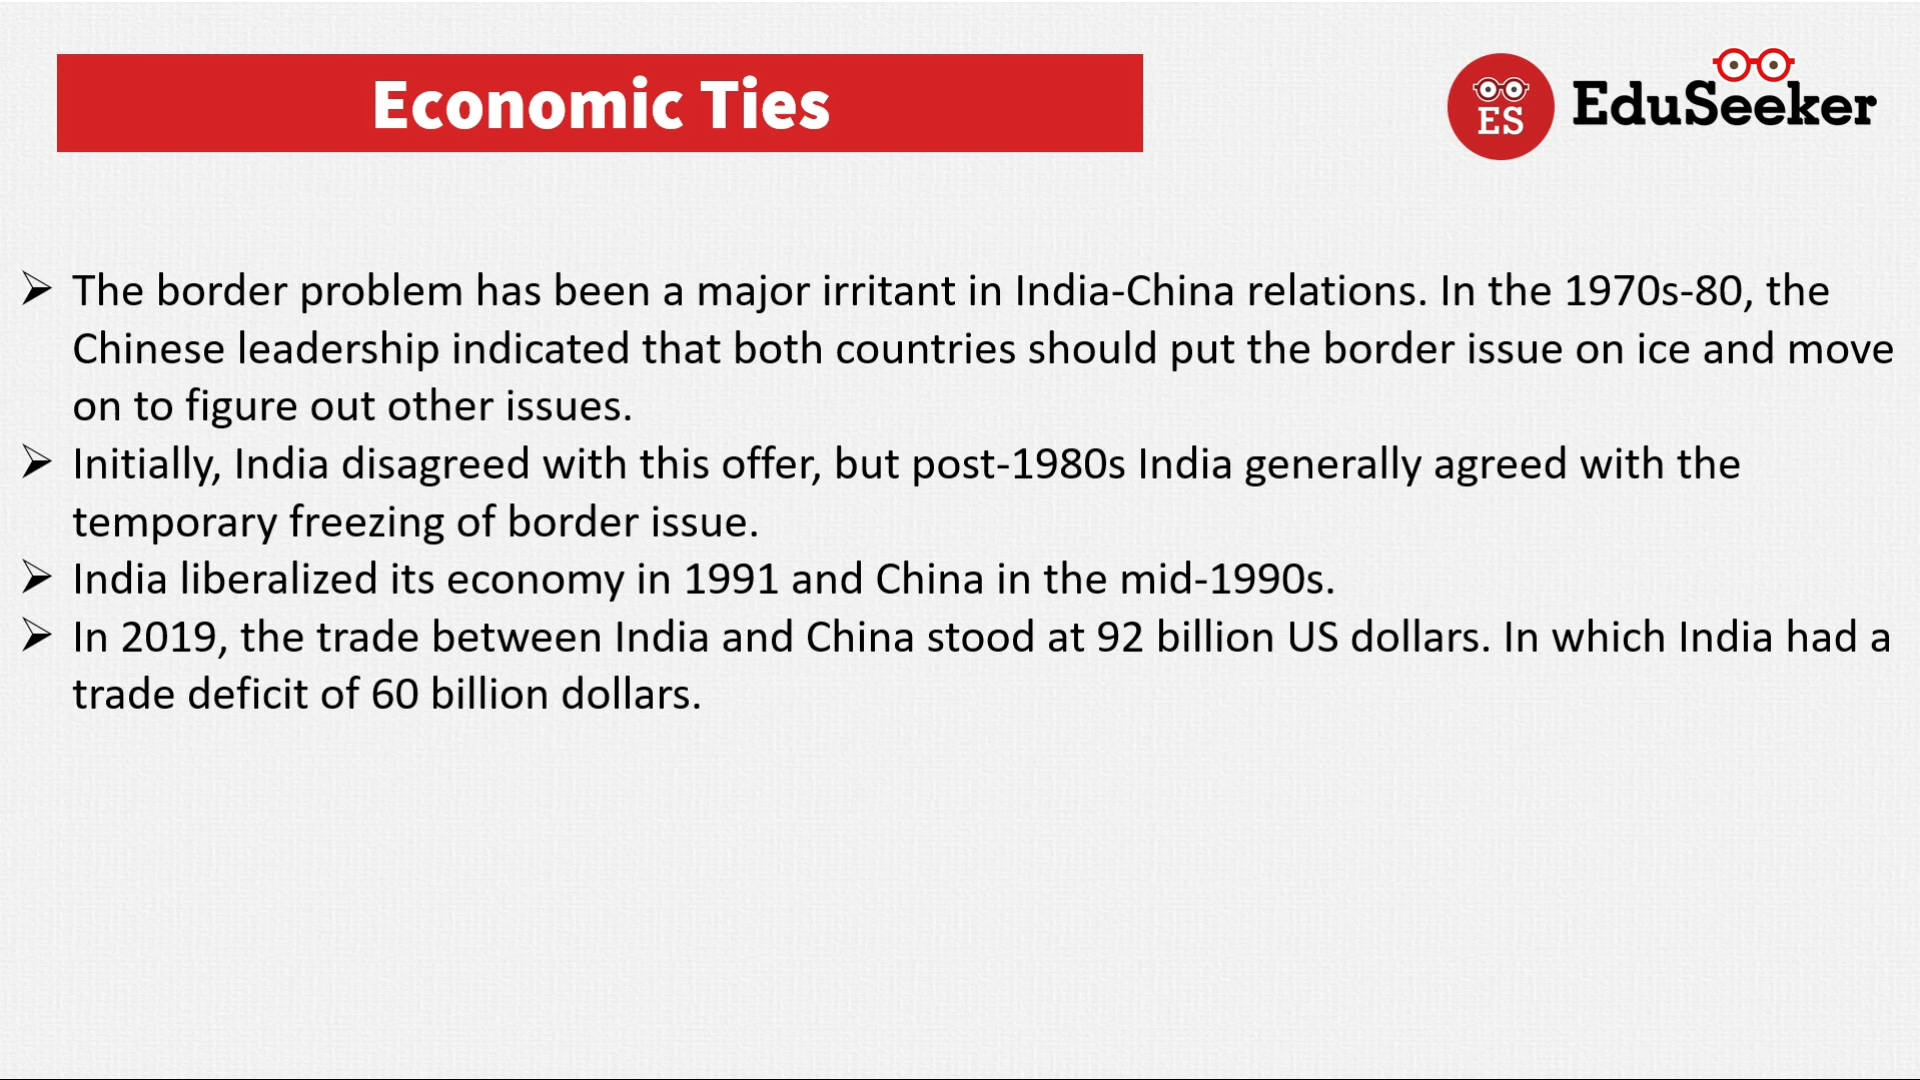 Economic Ties
ES
EduSeeker
➢ The border problem has been a major irritant in India-China relations. In the 1970s-80, the
Chinese leadership indicated that both countries should put the border issue on ice and move
on to figure out other issues.
➢ Initially, India disagreed with this offer, but post-1980s India generally agreed with the
temporary freezing of border issue.
➢ India liberalized its economy in 1991 and China in the mid-1990s.
➢ In 2019, the trade between India and China stood at 92 billion US dollars. In which India had a
trade deficit of 60 billion dollars.